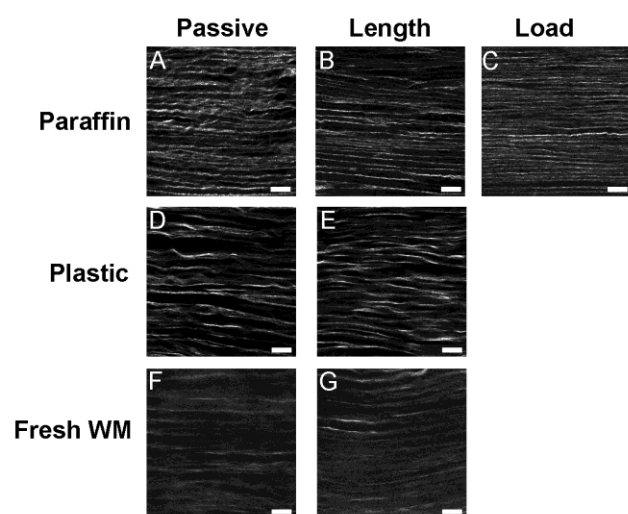 Passive Length Load
Paraffin A B C
Plastic D E
Fresh WM F G